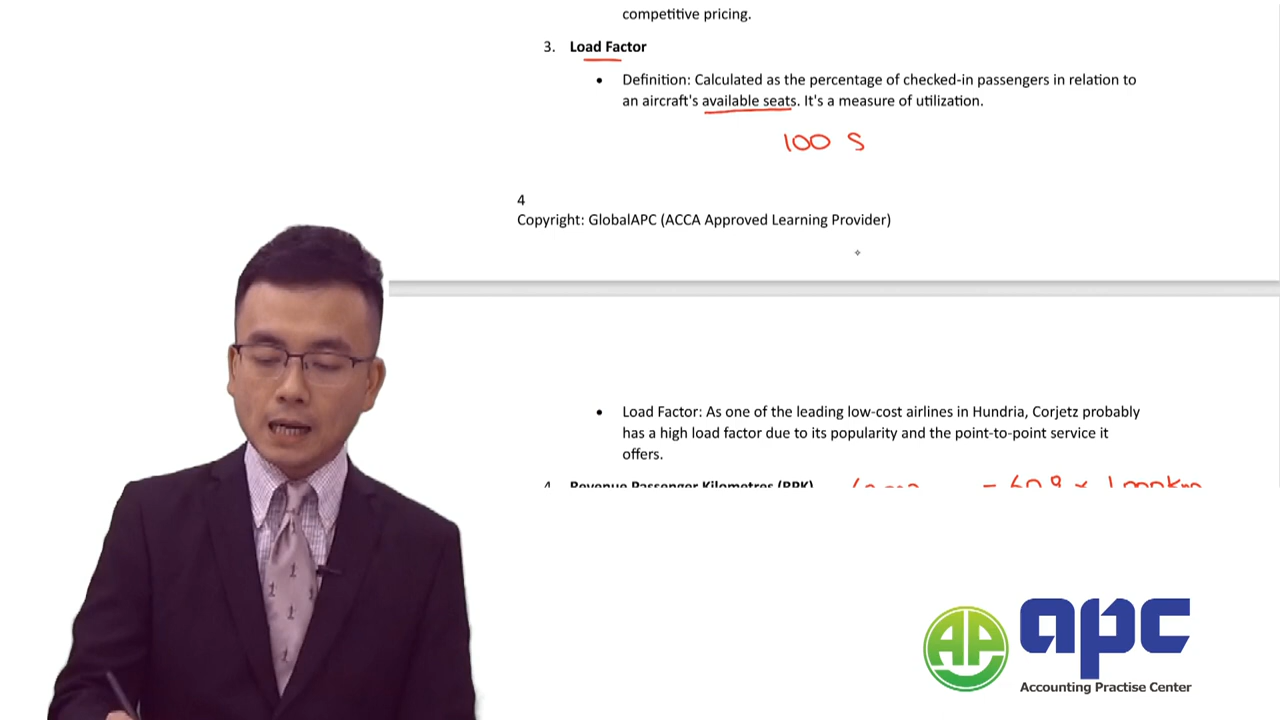 competitive pricing.
3. Load Factor
• Definition: Calculated as the percentage of checked-in passengers in relation to
an aircraft's available seats. It's a measure of utilization.
100 S
4
Copyright: GlobalAPC (ACCA Approved Learning Provider)
• Load Factor: As one of the leading low-cost airlines in Hundria, Corjetz probably
has a high load factor due to its popularity and the point-to-point service it
offers.
4. Revenue Passenger Kilometres (RPK)
AP
apc
Accounting Practise Center